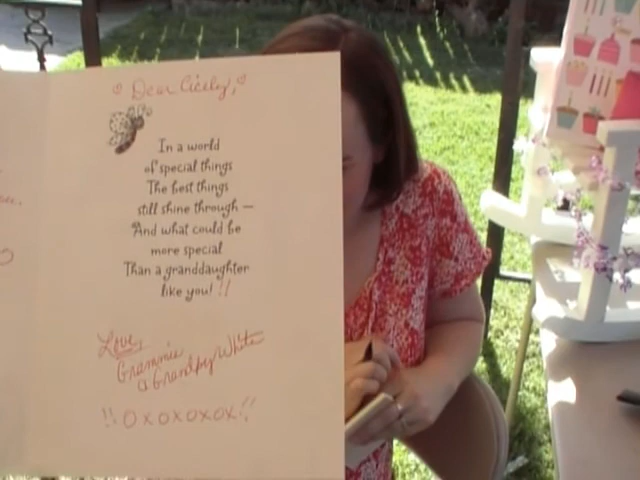 Dear Cicely,
In a world
of special things
The best things
still shine through —
And what could be
more special
Than a granddaughter
like you! !!
Love,
Grammie
& Grandpy White
!! OXOXOXOX!!